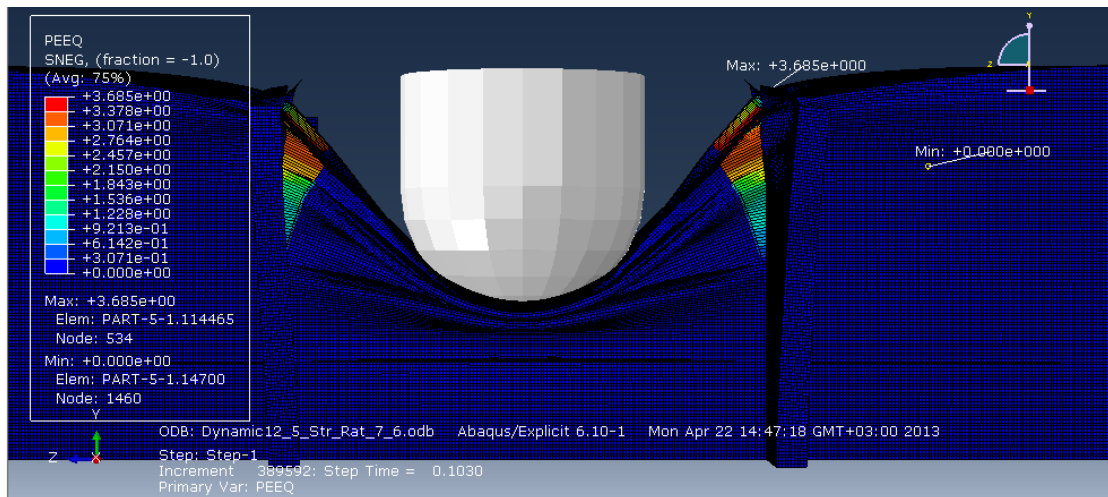 PEEQ
SNEG, (fraction = -1.0)
(Avg: 75%)
+3.685e+00
+3.378e+00
+3.071e+00
+2.764e+00
+2.457e+00
+2.150e+00
+1.843e+00
+1.536e+00
+1.228e+00
+9.213e-01
+6.142e-01
+3.071e-01
+0.000e+00
Max: +3.685e+00
Elem: PART-5-1.114465
Node: 534
Min: +0.000e+00
Elem: PART-5-1.14700
Node: 1460
Max: +3.685e+000
Min: +0.000e+000
Y
Z
Y
Z
X
ODB: Dynamic12_5_Str_Rat_7_6.odb    Abaqus/Explicit 6.10-1    Mon Apr 22 14:47:18 GMT+03:00 2013
Step: Step-1
Increment    389592: Step Time =    0.1030
Primary Var: PEEQ